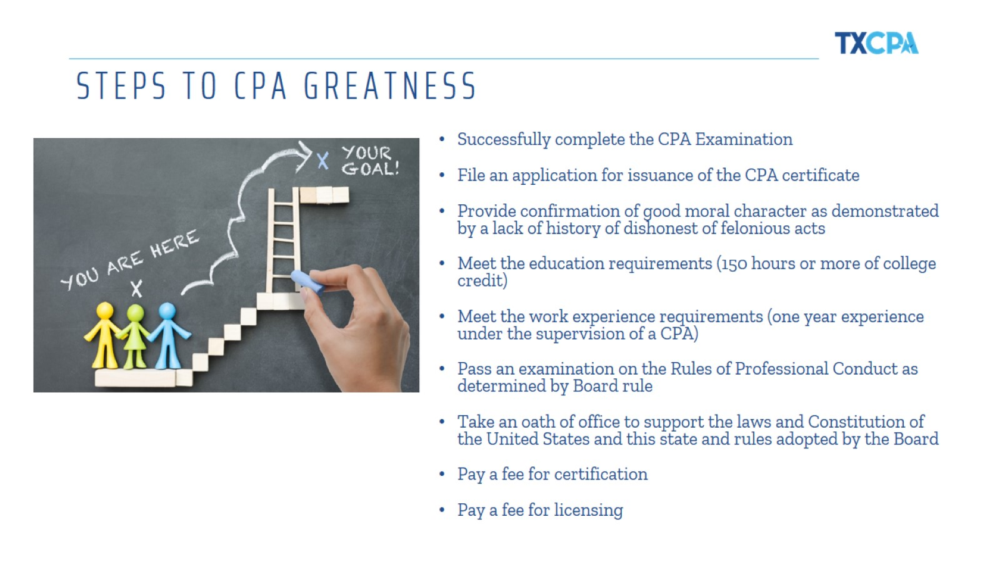 TXCPA
STEPS TO CPA GREATNESS
YOUR
GOAL!
X
YOU ARE HERE
X
• Successfully complete the CPA Examination
• File an application for issuance of the CPA certificate
• Provide confirmation of good moral character as demonstrated
by a lack of history of dishonest of felonious acts
• Meet the education requirements (150 hours or more of college
credit)
• Meet the work experience requirements (one year experience
under the supervision of a CPA)
• Pass an examination on the Rules of Professional Conduct as
determined by Board rule
• Take an oath of office to support the laws and Constitution of
the United States and this state and rules adopted by the Board
• Pay a fee for certification
• Pay a fee for licensing